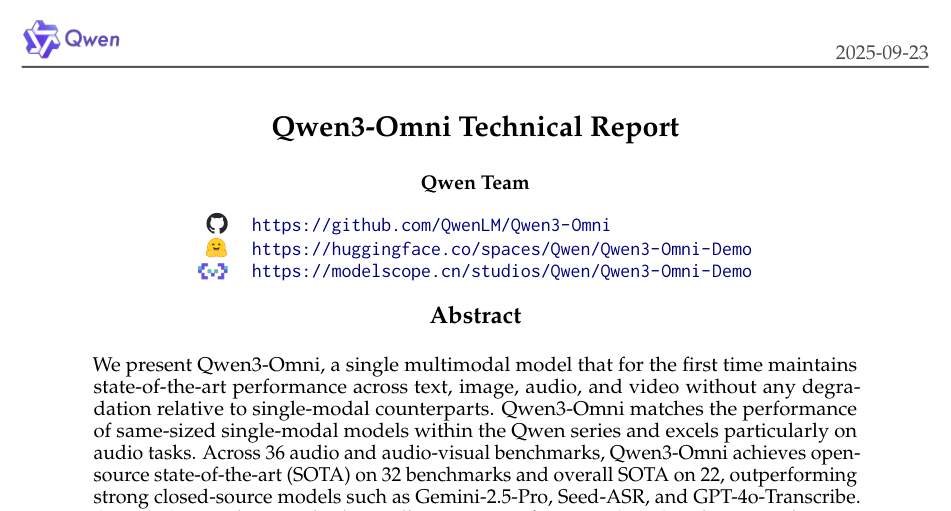 Qwen
2025-09-23
Qwen3-Omni Technical Report
Qwen Team
https://github.com/QwenLM/Qwen3-Omni
https://huggingface.co/spaces/Qwen/Qwen3-Omni-Demo
https://modelscope.cn/studios/Qwen/Qwen3-Omni-Demo
Abstract
We present Qwen3-Omni, a single multimodal model that for the first time maintains
state-of-the-art performance across text, image, audio, and video without any degra-
dation relative to single-modal counterparts. Qwen3-Omni matches the performance
of same-sized single-modal models within the Qwen series and excels particularly on
audio tasks. Across 36 audio and audio-visual benchmarks, Qwen3-Omni achieves open-
source state-of-the-art (SOTA) on 32 benchmarks and overall SOTA on 22, outperforming
strong closed-source models such as Gemini-2.5-Pro, Seed-ASR, and GPT-4o-Transcribe.